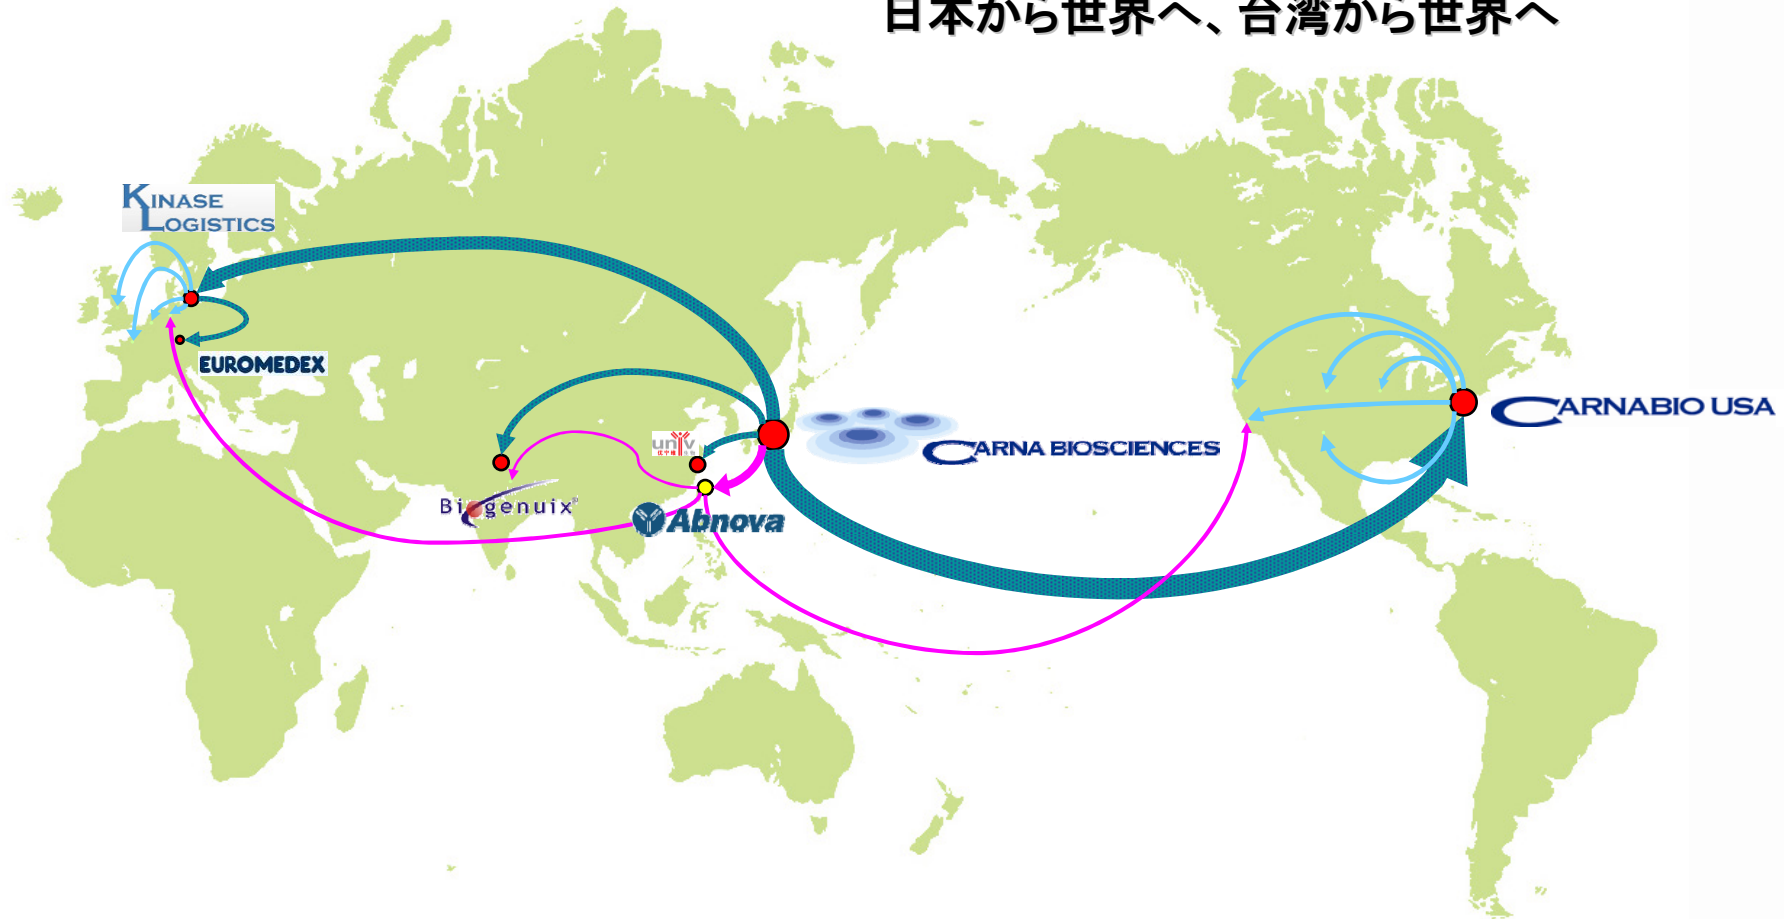 日本から世界へ、台湾から世界へ
KINASE
LOGISTICS
EUROMEDEX
univ
Biogenuix
Abnova
CARNA BIOSCIENCES
CARNABIO USA